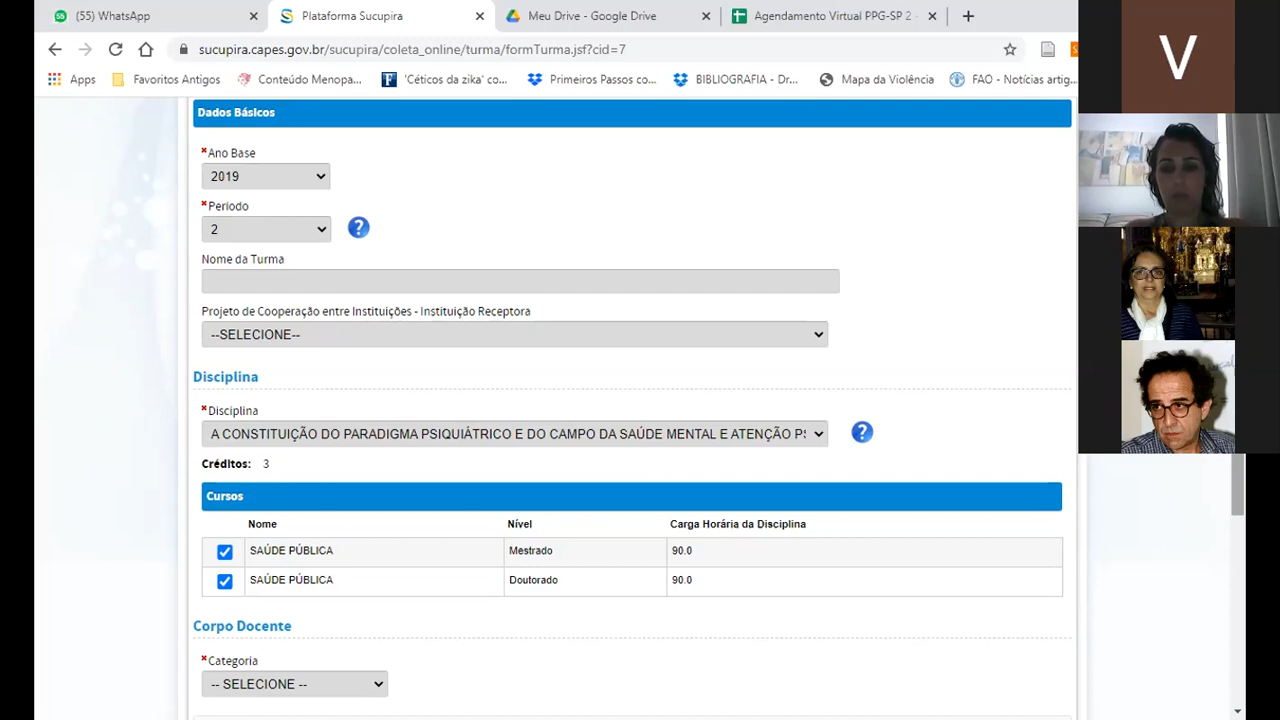 (55) WhatsApp
Plataforma Sucupira
Meu Drive - Google Drive
Agendamento Virtual PPG-SP 2 -
sucupira.capes.gov.br/sucupira/coleta_online/turma/formTurma.jsf?cid=7
Apps
Favoritos Antigos
Conteúdo Menopa...
'Céticos da zika' co...
Primeiros Passos co...
BIBLIOGRAFIA - Dr...
Mapa da Violência
FAO - Notícias artig...
V
Dados Básicos
*Ano Base
2019
*Período
2
?
Nome da Turma
Projeto de Cooperação entre Instituições - Instituição Receptora
--SELECIONE--
Disciplina
*Disciplina
A CONSTITUIÇÃO DO PARADIGMA PSIQUIÁTRICO E DO CAMPO DA SAÚDE MENTAL E ATENÇÃO PS
?
Créditos: 3
Cursos
Nome Nível Carga Horária da Disciplina
SAÚDE PÚBLICA Mestrado 90.0
SAÚDE PÚBLICA Doutorado 90.0
Corpo Docente
*Categoria
-- SELECIONE --